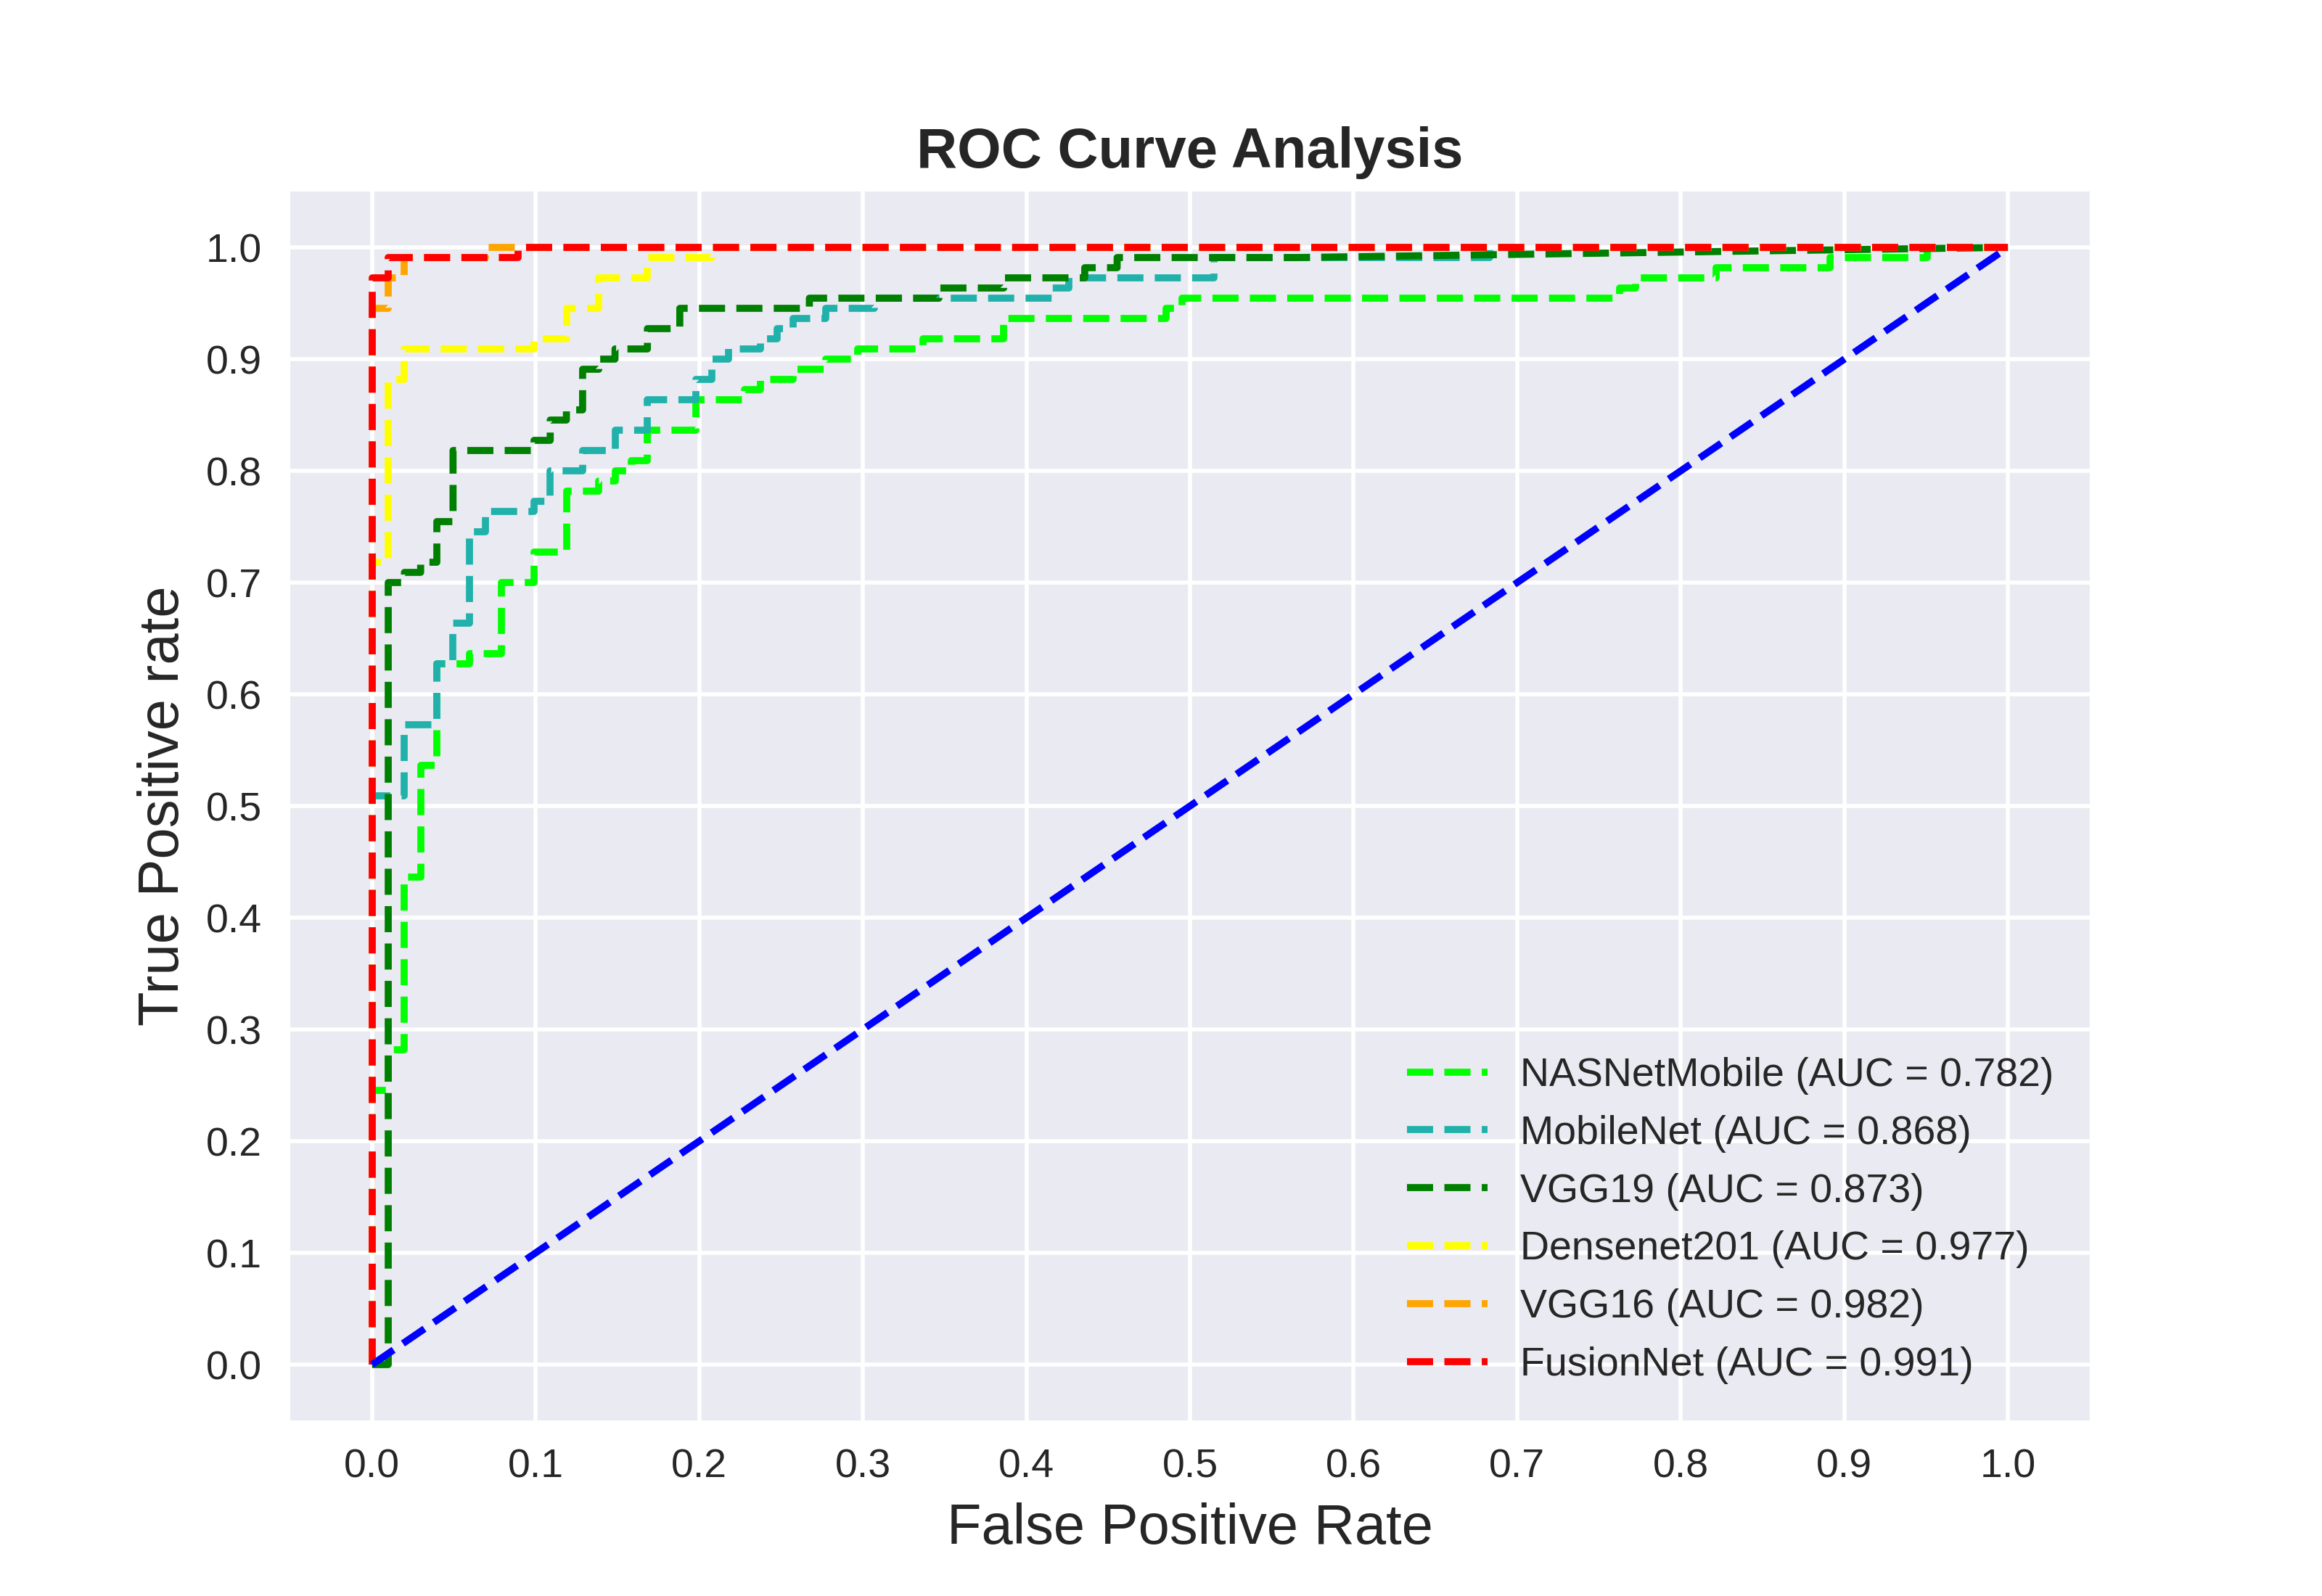 ROC Curve Analysis
1.0
0.9
0.8
0.7
0.6
0.5
0.4
0.3
0.2
0.1
0.0
True Positive rate
NASNetMobile (AUC = 0.782)
MobileNet (AUC = 0.868)
VGG19 (AUC = 0.873)
Densenet201 (AUC = 0.977)
VGG16 (AUC = 0.982)
FusionNet (AUC = 0.991)
0.0 0.1 0.2 0.3 0.4 0.5 0.6 0.7 0.8 0.9 1.0
False Positive Rate